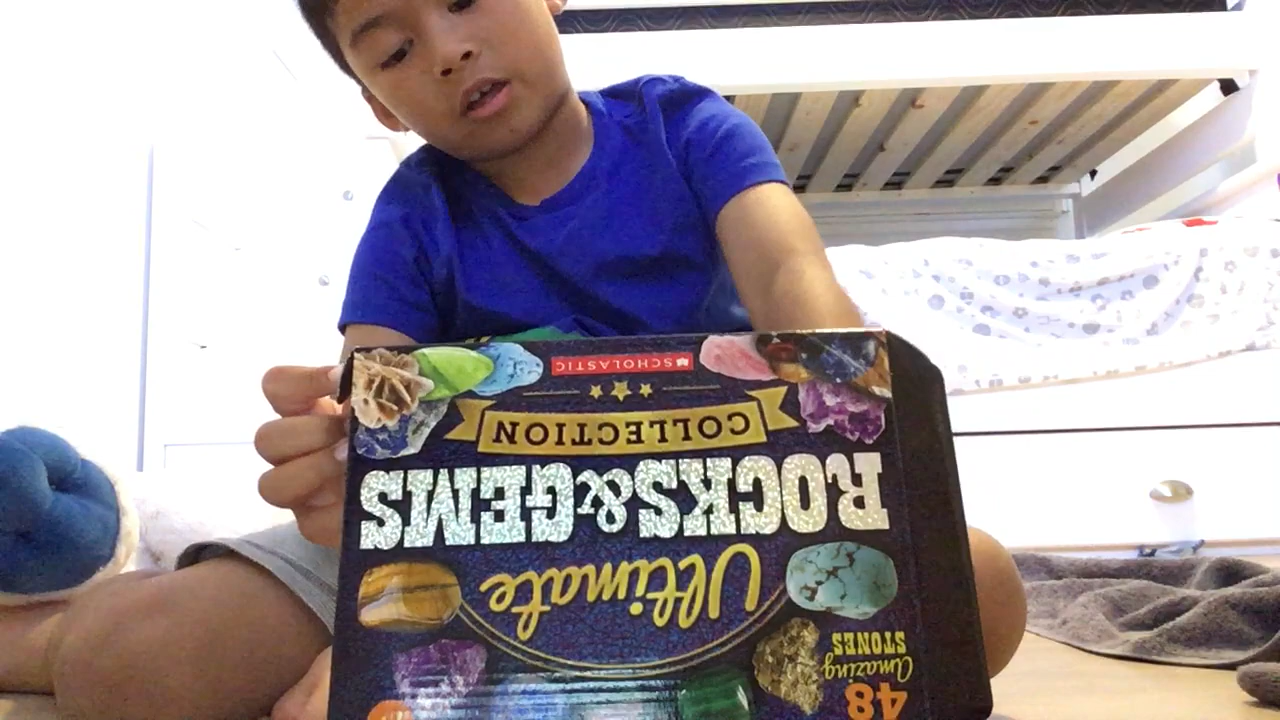 48
Amazing
STONES
Ultimate
ROCKS&GEMS
COLLECTION
SCHOLASTIC